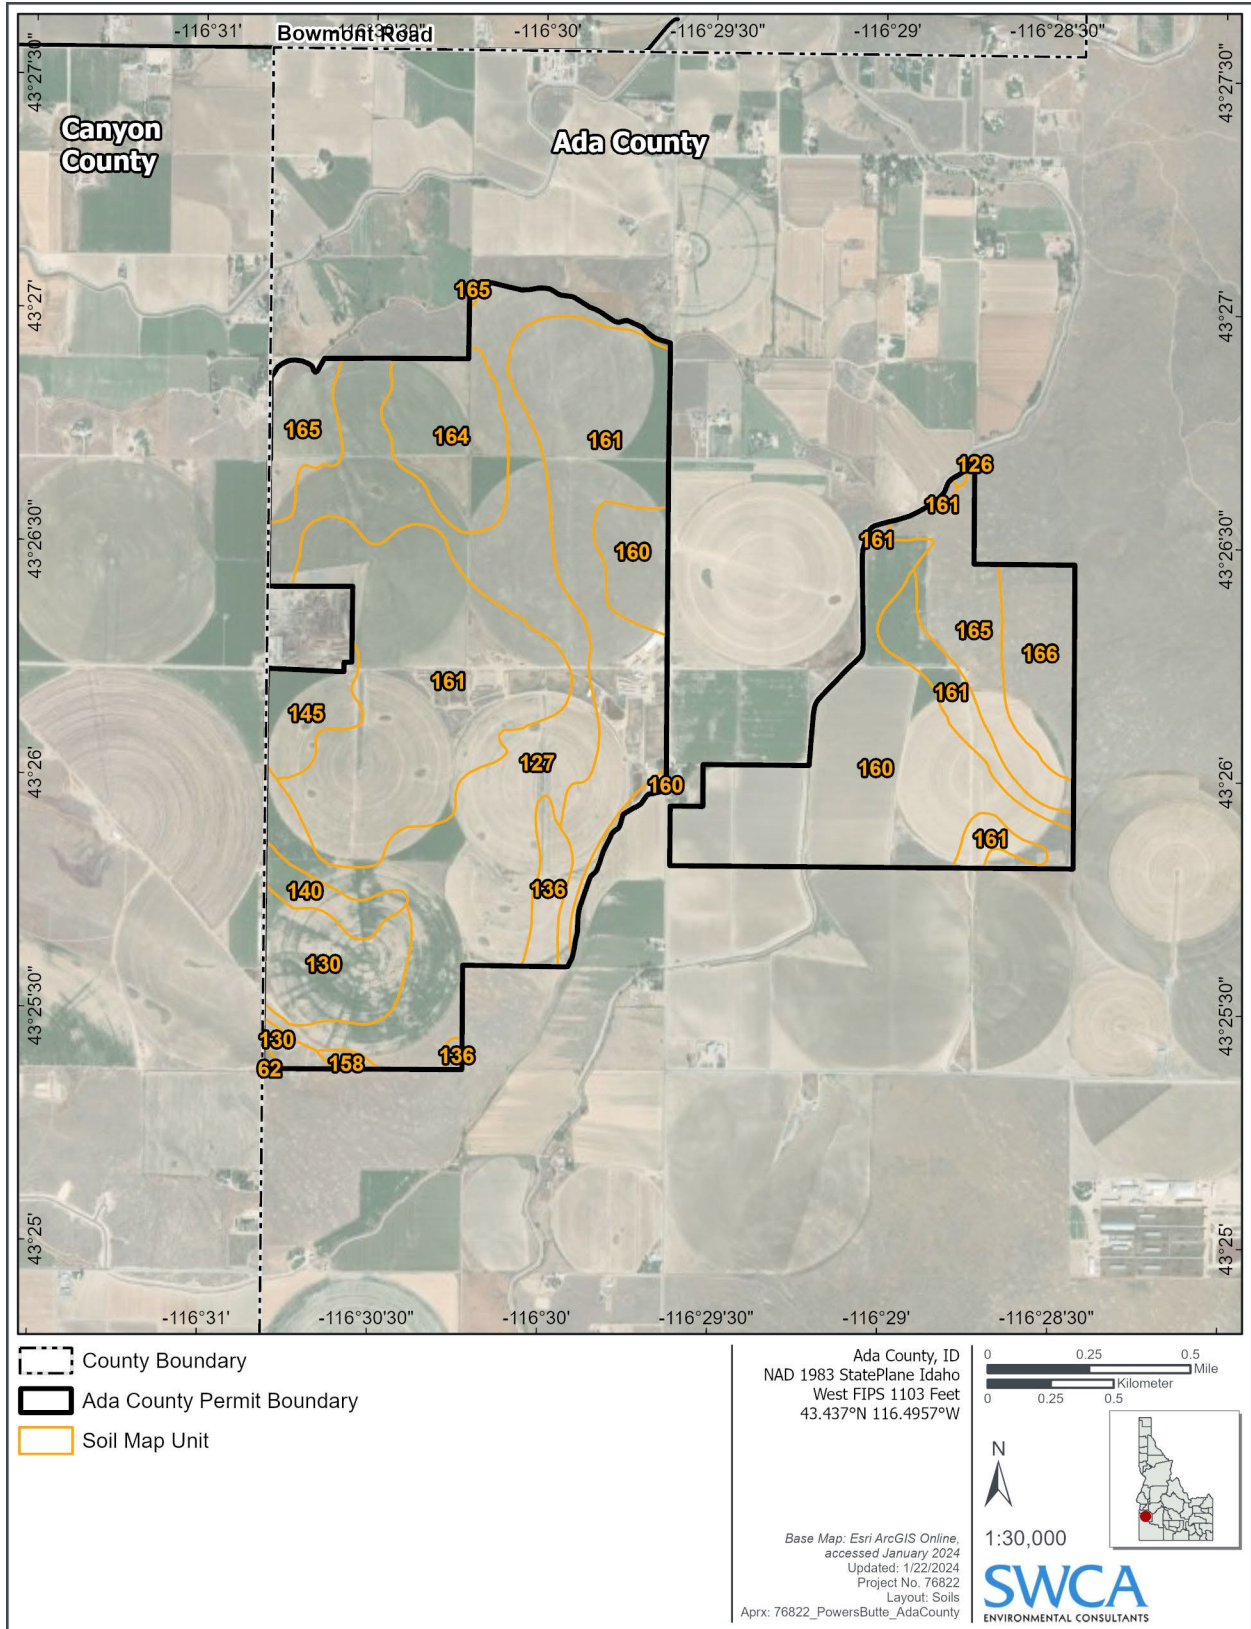 -116°31'
-116°30'30"
-116°30'
-116°29'30"
-116°29'
-116°28'30"
Bowmont Road
43°27'30"
43°27'30"
Canyon
County
Ada County
43°27'
43°27'
165
165
164
161
126
161
161
43°26'30"
43°26'30"
160
165
166
161
161
145
127
160
160
43°26'
43°26'
161
140
136
130
43°25'30"
43°25'30"
130
158
136
62
43°25'
43°25'
-116°31'
-116°30'30"
-116°30'
-116°29'30"
-116°29'
-116°28'30"
County Boundary
Ada County Permit Boundary
Soil Map Unit
Ada County, ID
NAD 1983 StatePlane Idaho
West FIPS 1103 Feet
43.437°N 116.4957°W
Base Map: Esri ArcGIS Online,
accessed January 2024
Updated: 1/22/2024
Project No. 76822
Layout: Soils
Aprx: 76822_PowersButte_AdaCounty
0 0.25 0.5
Mile
Kilometer
0 0.25 0.5
N
1:30,000
SWCA
ENVIRONMENTAL CONSULTANTS